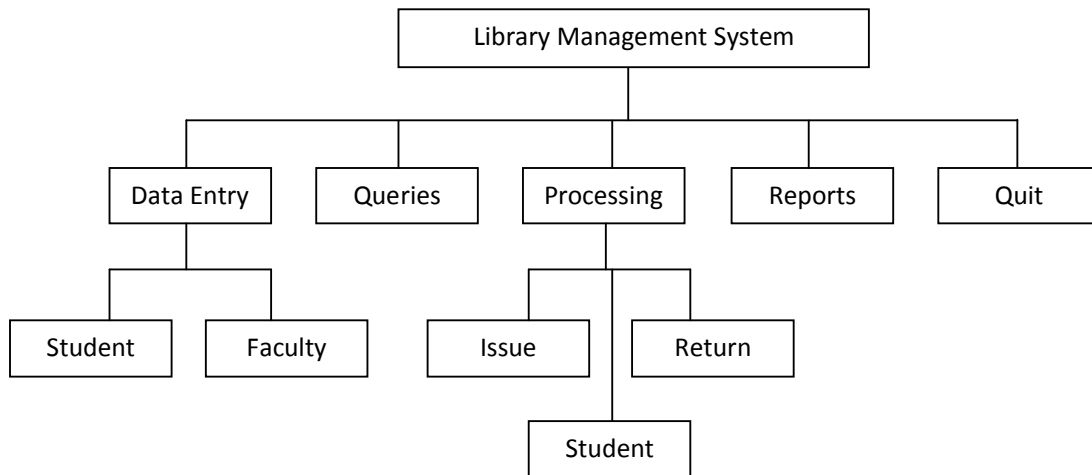 Library Management System
Data Entry
Queries
Processing
Reports
Quit
Student
Faculty
Issue
Return
Student